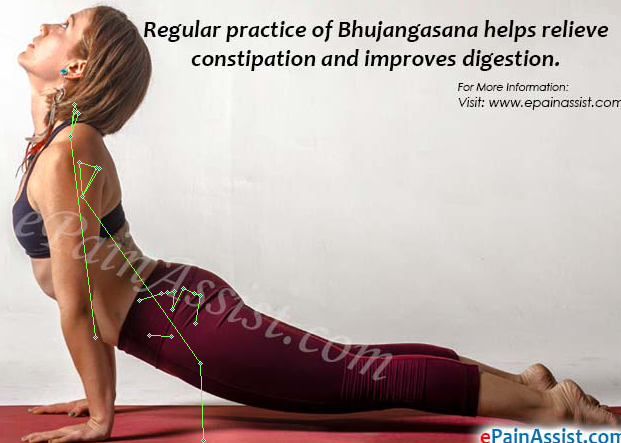 Regular practice of Bhujangasana helps relieve
constipation and improves digestion.
For More Information:
Visit: www.epainassist.com
ePainAssist.com
ePainAssist.com